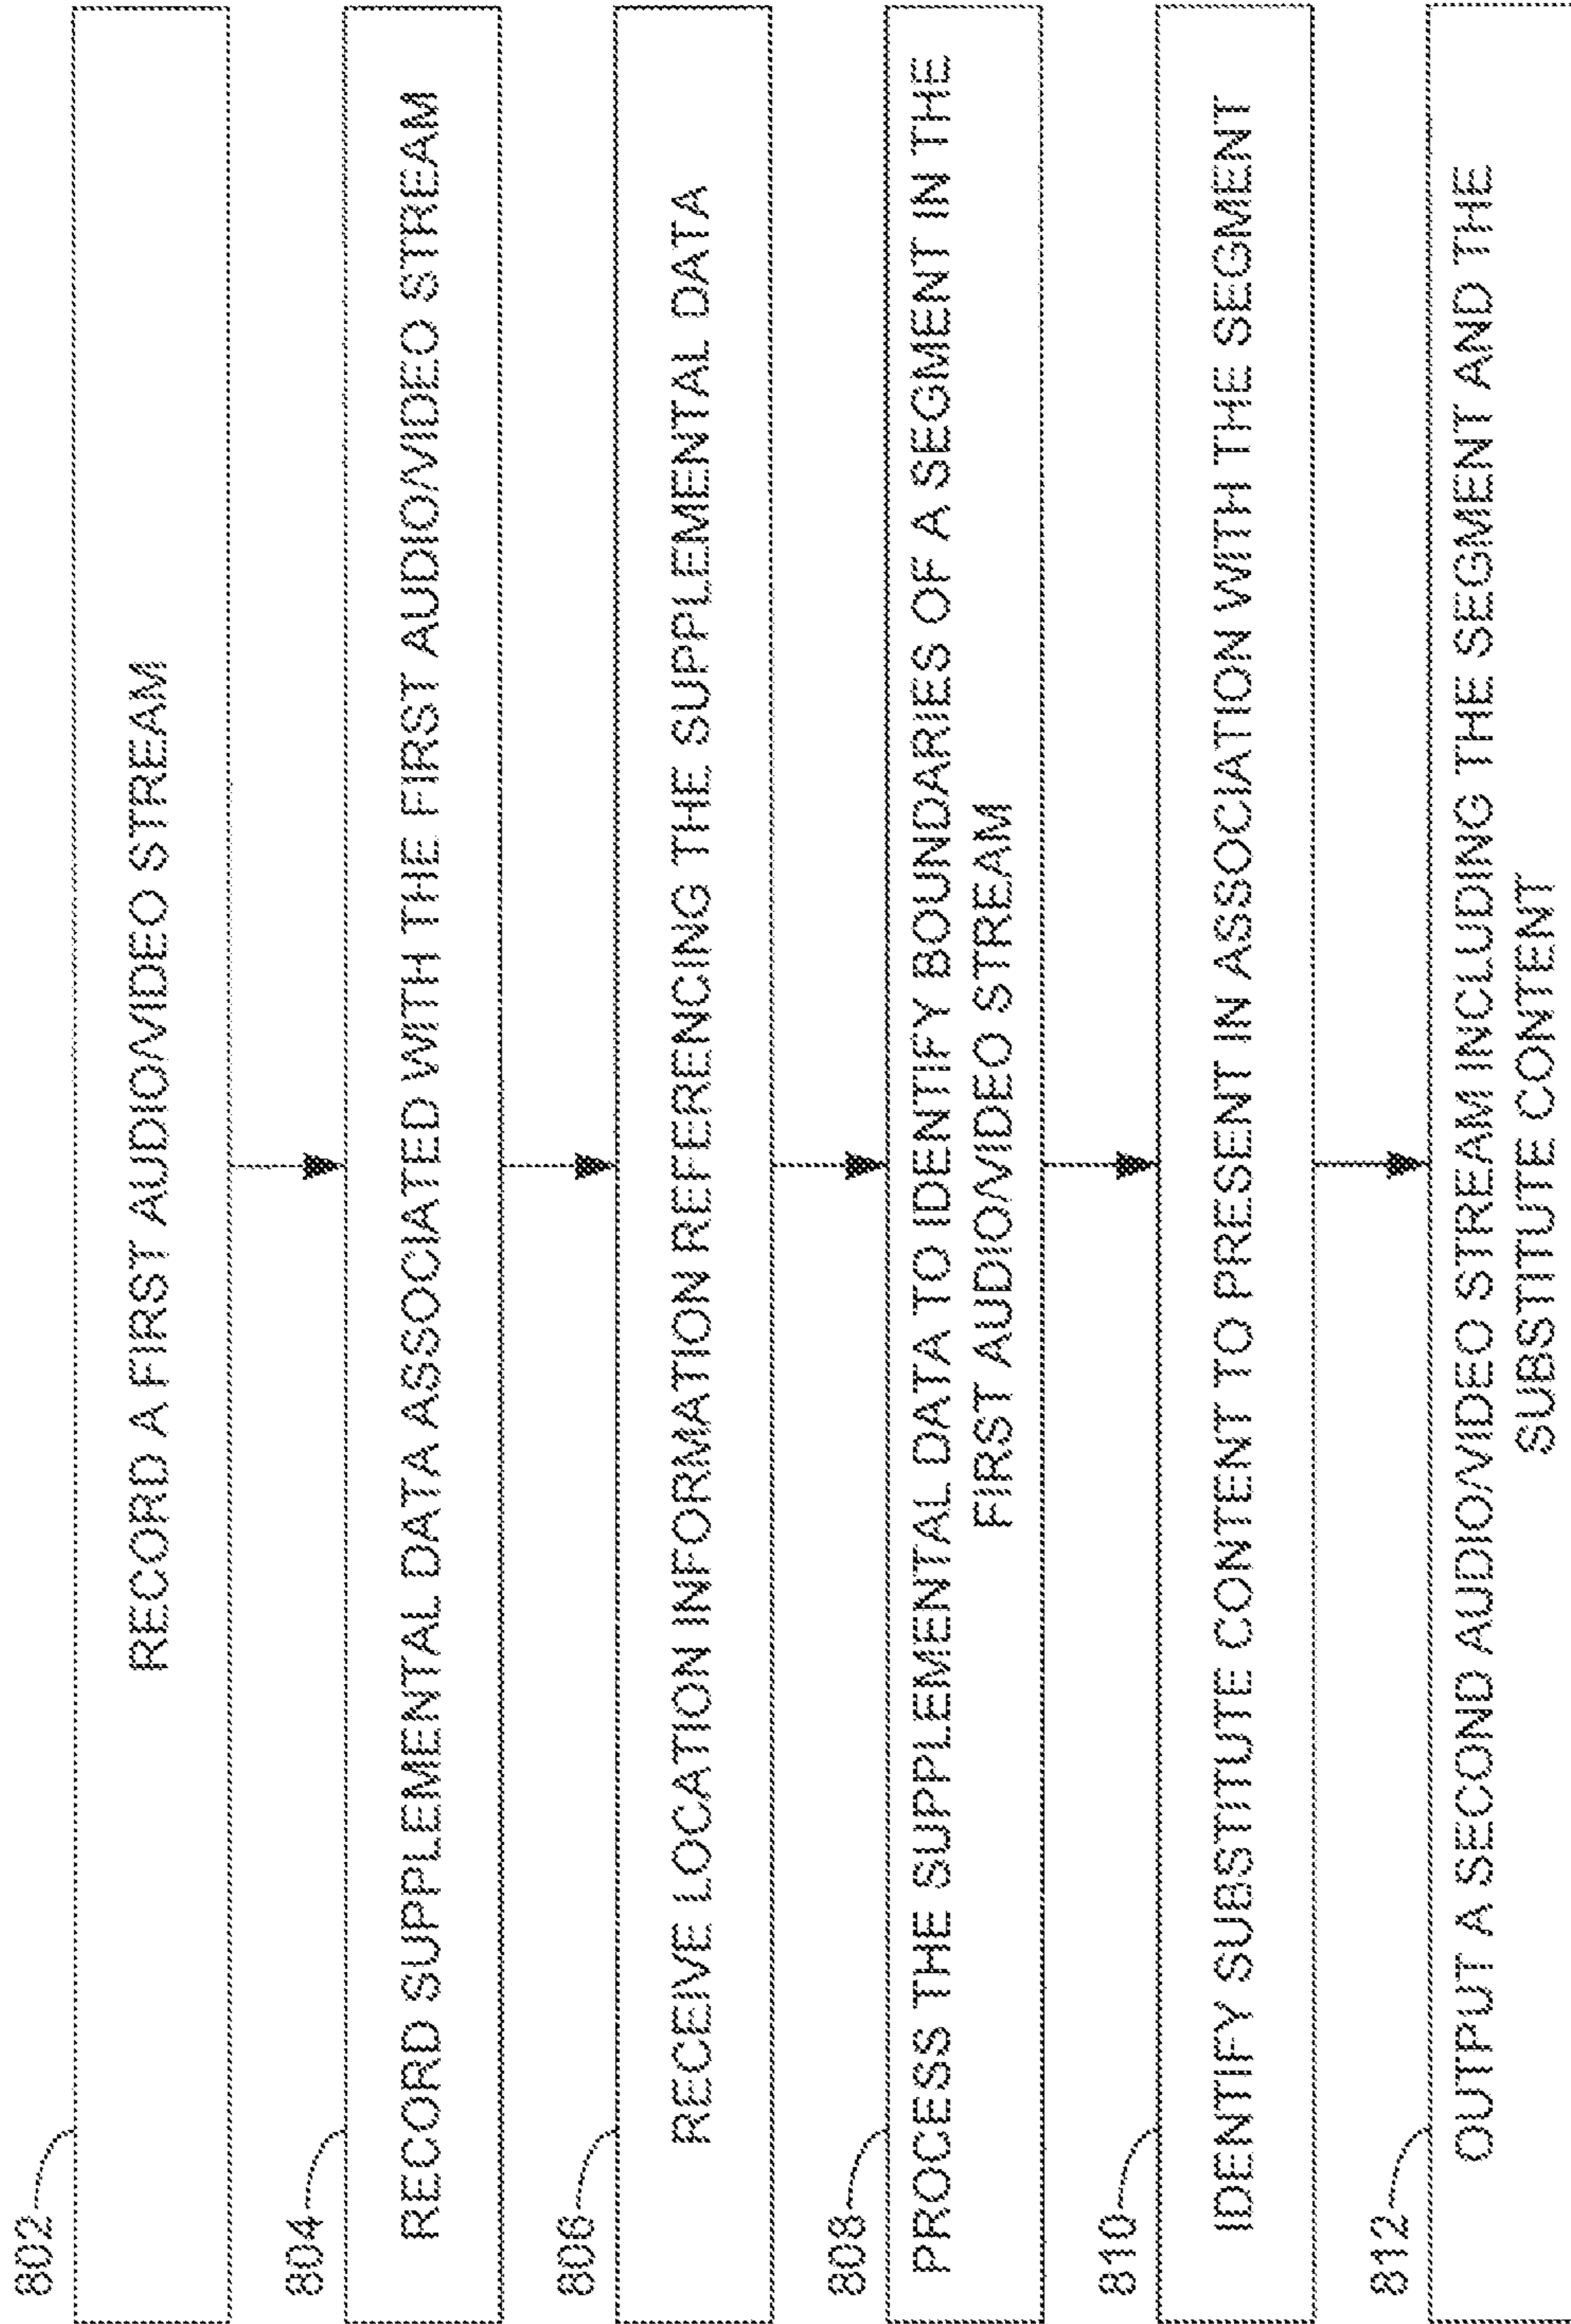 802
RECORD A FIRST AUDIO/VIDEO STREAM
804
RECORD SUPPLEMENTAL DATA ASSOCIATED WITH THE FIRST AUDIO/VIDEO STREAM
806
RECEIVE LOCATION INFORMATION REFERENCING THE SUPPLEMENTAL DATA
808
PROCESS THE SUPPLEMENTAL DATA TO IDENTIFY BOUNDARIES OF A SEGMENT IN THE
FIRST AUDIO/VIDEO STREAM
810
IDENTIFY SUBSTITUTE CONTENT TO PRESENT IN ASSOCIATION WITH THE SEGMENT
812
OUTPUT A SECOND AUDIO/VIDEO STREAM INCLUDING THE SEGMENT AND THE
SUBSTITUTE CONTENT